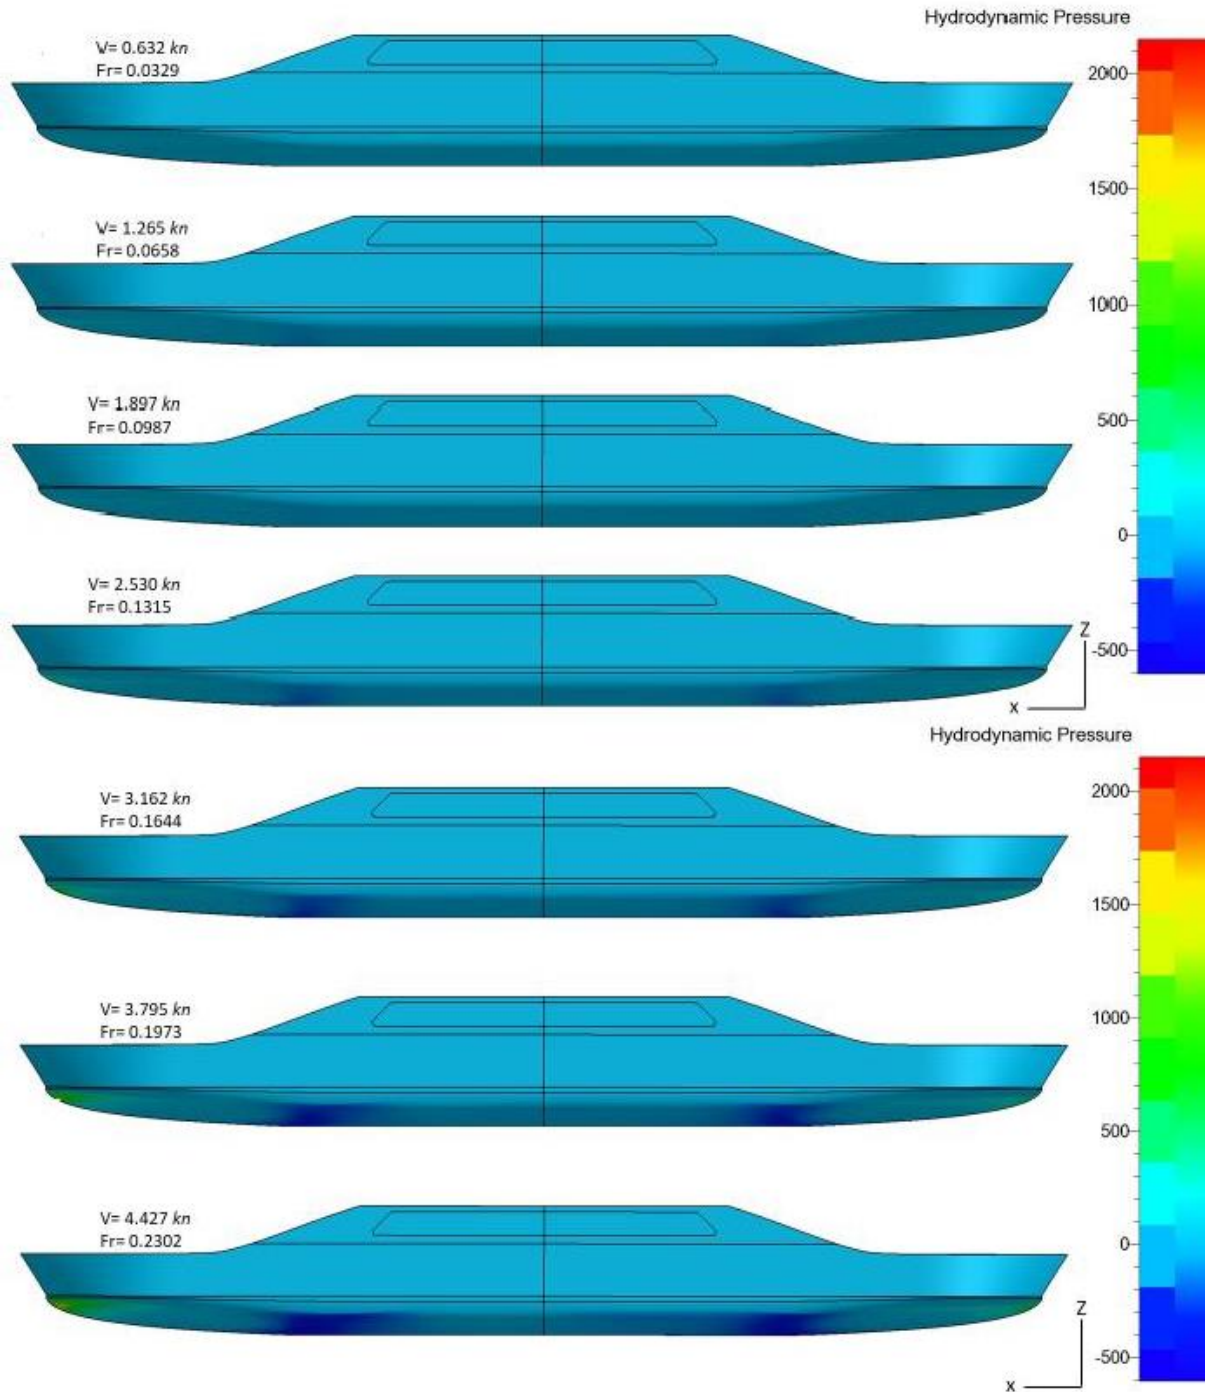 Hydrodynamic Pressure
V= 0.632 kn
Fr= 0.0329
2000
1500
V= 1.265 kn
Fr= 0.0658
1000
V= 1.897 kn
Fr= 0.0987
500
0
V= 2.530 kn
Fr= 0.1315
Z
-500
x
Hydrodynamic Pressure
V= 3.162 kn
Fr= 0.1644
2000
1500
V= 3.795 kn
Fr= 0.1973
1000
500
V= 4.427 kn
Fr= 0.2302
0
Z
-500
x